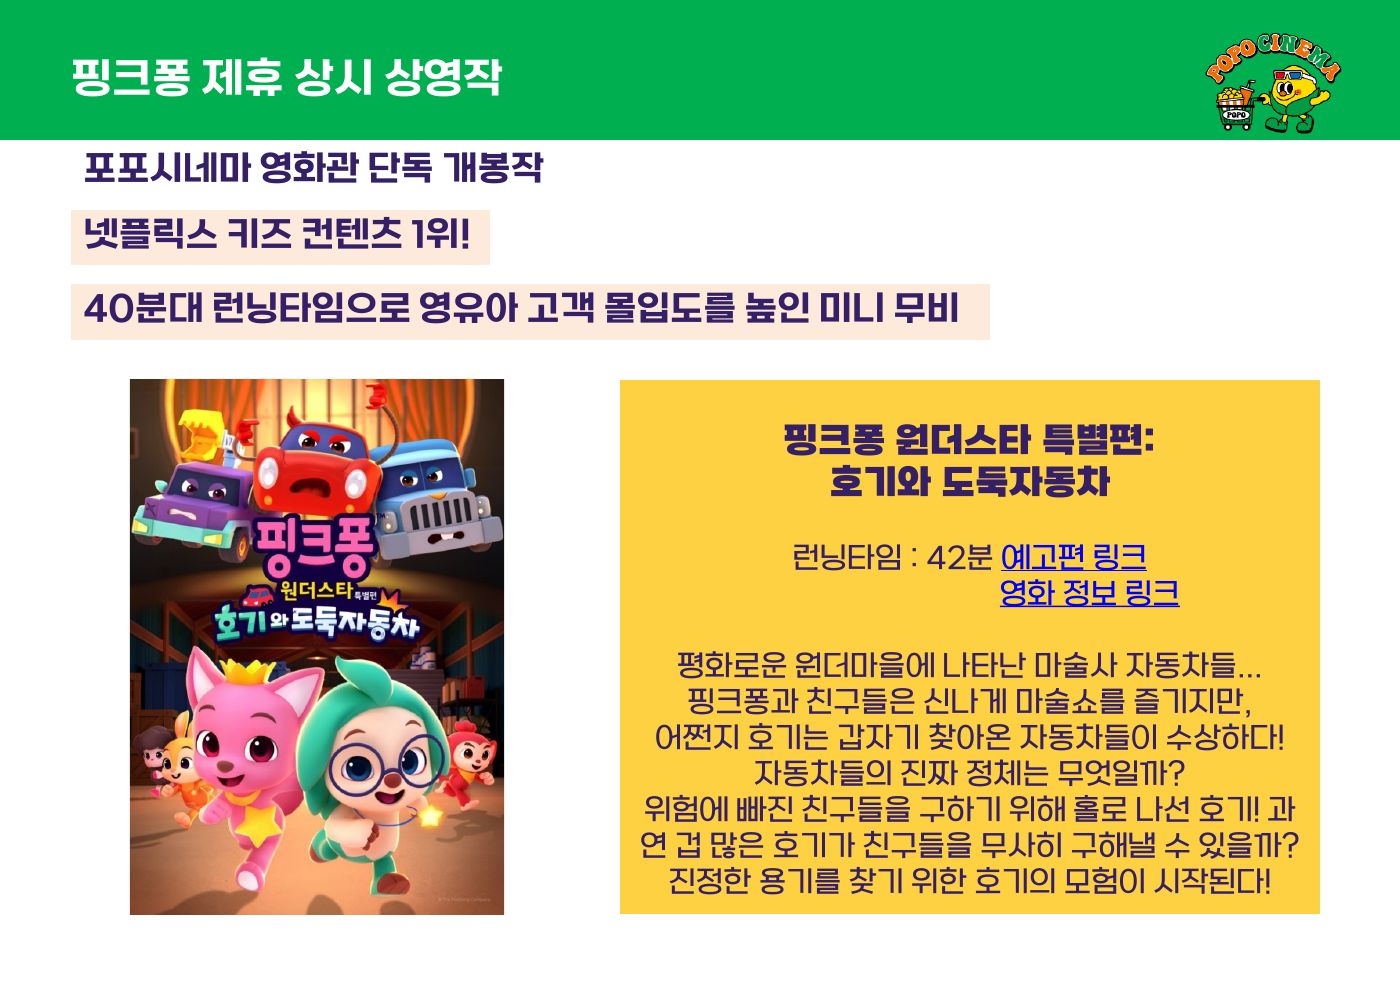 핑크퐁 제휴 상시 상영작
POPO CINEMA
POPO
포포시네마 영화관 단독 개봉작
넷플릭스 키즈 컨텐츠 1위!
40분대 런닝타임으로 영유아 고객 몰입도를 높인 미니 무비
핑크퐁™
원더스타 특별편
호기와 도둑자동차
© The Pinkfong Company
핑크퐁 원더스타 특별편:
호기와 도둑자동차
런닝타임 : 42분 예고편 링크
영화 정보 링크
평화로운 원더마을에 나타난 마술사 자동차들...
핑크퐁과 친구들은 신나게 마술쇼를 즐기지만,
어쩐지 호기는 갑자기 찾아온 자동차들이 수상하다!
자동차들의 진짜 정체는 무엇일까?
위험에 빠진 친구들을 구하기 위해 홀로 나선 호기! 과
연 겁 많은 호기가 친구들을 무사히 구해낼 수 있을까?
진정한 용기를 찾기 위한 호기의 모험이 시작된다!